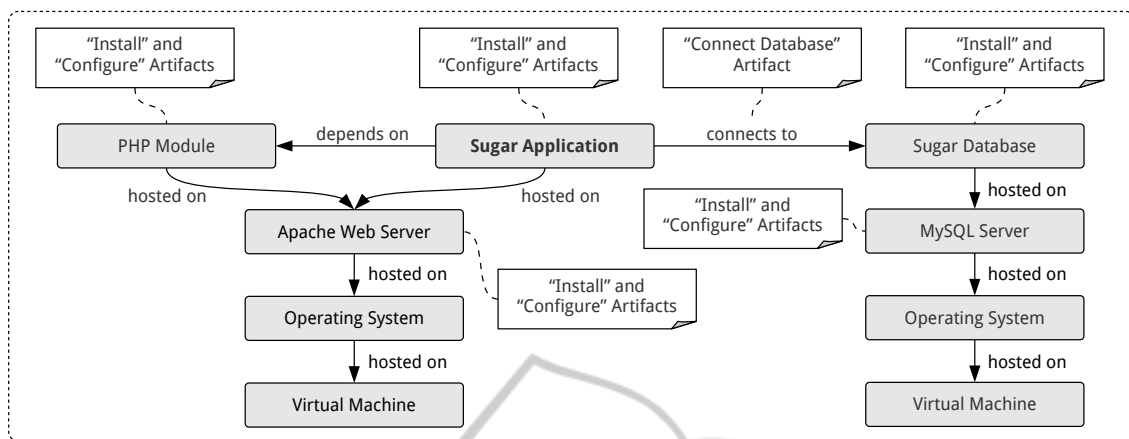 “Install” and
“Configure” Artifacts
“Install” and
“Configure” Artifacts
“Connect Database”
Artifact
“Install” and
“Configure” Artifacts
PHP Module
depends on
Sugar Application
connects to
Sugar Database
hosted on
hosted on
hosted on
“Install” and
“Configure” Artifacts
Apache Web Server
MySQL Server
hosted on
“Install” and
“Configure” Artifacts
hosted on
Operating System
Operating System
hosted on
hosted on
Virtual Machine
Virtual Machine